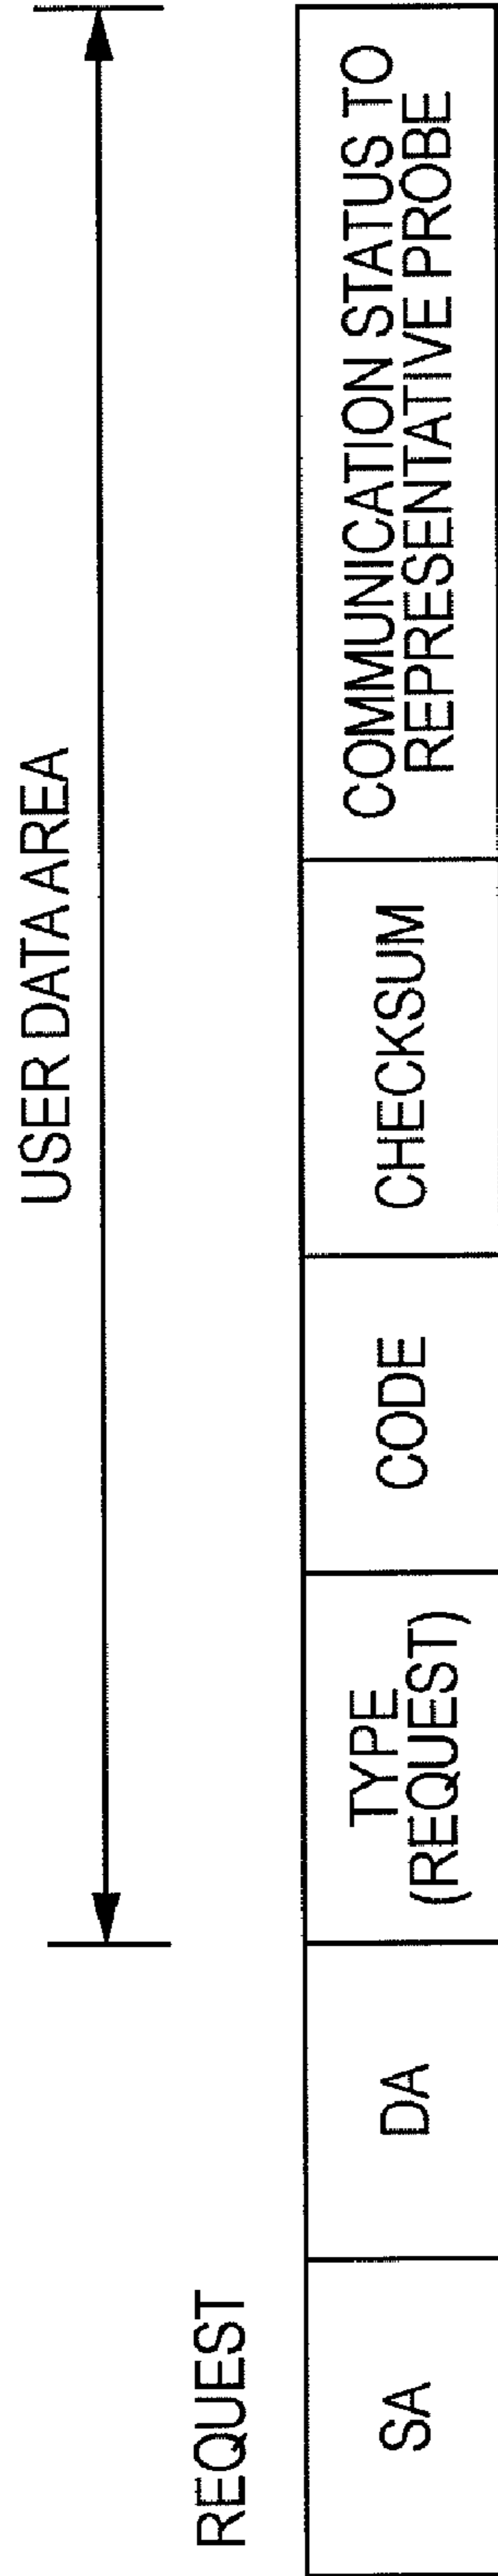 USER DATA AREA
REQUEST
SA
DA
TYPE
(REQUEST)
CODE
CHECKSUM
COMMUNICATION STATUS TO
REPRESENTATIVE PROBE